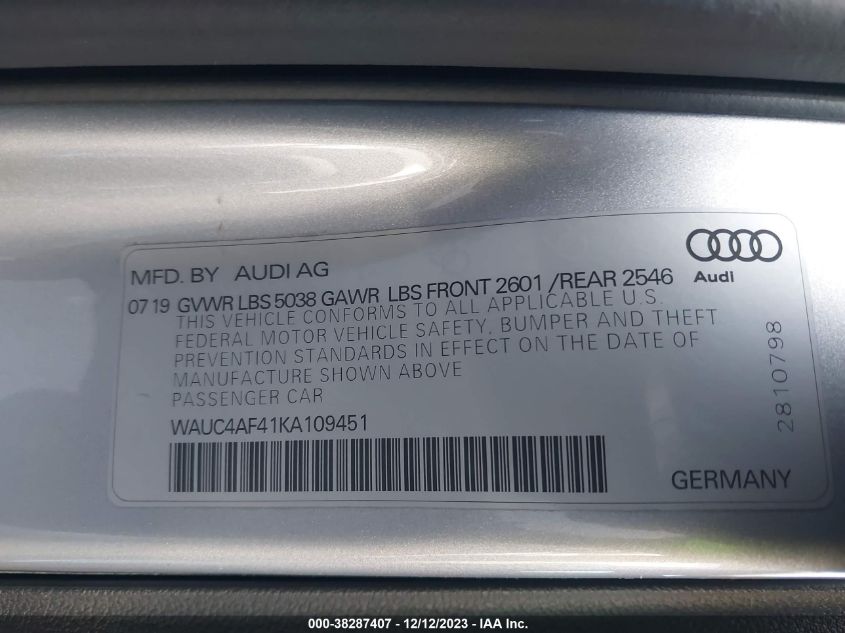 MFD. BY AUDI AG
Audi
07 19 GVWR LBS 5038 GAWR LBS FRONT 2601 /REAR 2546
THIS VEHICLE CONFORMS TO ALL APPLICABLE U.S.
FEDERAL MOTOR VEHICLE SAFETY, BUMPER AND THEFT
PREVENTION STANDARDS IN EFFECT ON THE DATE OF
MANUFACTURE SHOWN ABOVE
PASSENGER CAR
WAUC4AF41KA109451
2810798
GERMANY
000-38287407 - 12/12/2023 - IAA Inc.